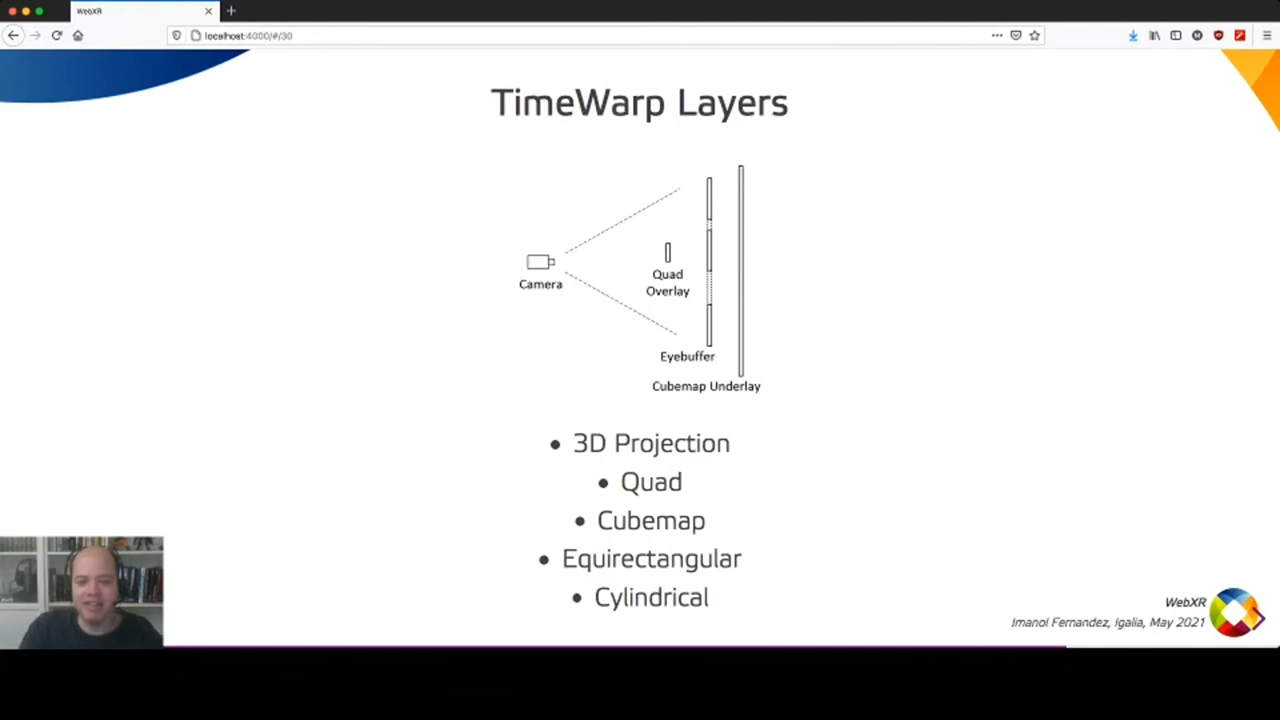 WebXR
localhost:4000/#/30
TimeWarp Layers
Camera
Quad
Overlay
Eyebuffer
Cubemap Underlay
3D Projection
Quad
Cubemap
Equirectangular
Cylindrical
WebXR
Imanol Fernandez, Igalia, May 2021